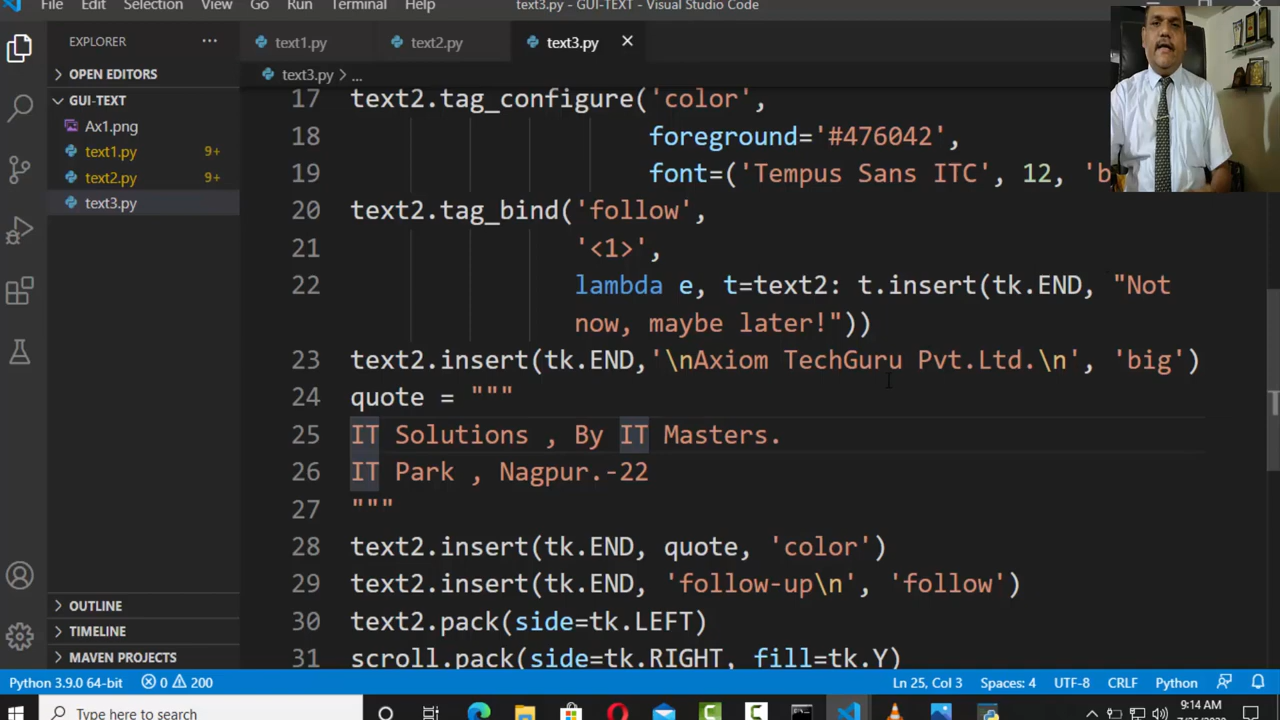 File Edit Selection View Go Run Terminal Help text3.py - GUI-TEXT - Visual Studio Code
EXPLORER
OPEN EDITORS
GUI-TEXT
Ax1.png
text1.py 9+
text2.py 9+
text3.py
OUTLINE
TIMELINE
MAVEN PROJECTS
text1.py text2.py text3.py
text3.py > ...
17 text2.tag_configure('color',
18 foreground='#476042',
19 font=('Tempus Sans ITC', 12,
20 text2.tag_bind('follow',
21 '<1>',
22 lambda e, t=text2: t.insert(tk.END, "Not
now, maybe later!"))
23 text2.insert(tk.END,'\nAxiom TechGuru Pvt.Ltd.\n', 'big')
24 quote = """
25 IT Solutions , By IT Masters.
26 IT Park , Nagpur.-22
27 """
28 text2.insert(tk.END, quote, 'color')
29 text2.insert(tk.END, 'follow-up\n', 'follow')
30 text2.pack(side=tk.LEFT)
31 scroll.pack(side=tk.RIGHT, fill=tk.Y)
Python 3.9.0 64-bit 0 200 Ln 25, Col 3 Spaces: 4 UTF-8 CRLF Python
Type here to search 9:14 AM